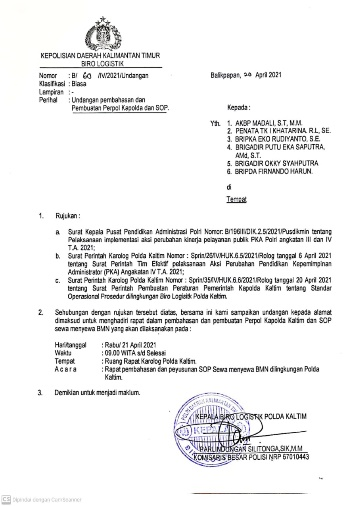 KEPOLISIAN DAERAH KALIMANTAN TIMUR
BIRO LOGISTIK
Nomor : B/ 60 /IV/2021/Undangan
Klasifikasi : Biasa
Lampiran : -
Perihal : Undangan pembahasan dan
Pembuatan Perpol Kapolda dan SOP.
Balikpapan, 20 April 2021
Kepada :
Yth. 1. AKBP MADALI, S.T, M.M.
2. PENATA TK I KHATARINA. R.L, SE.
3. BRIPKA EKO RUDIYANTO, S.E.
4. BRIGADIR PUTU EKA SAPUTRA.
AMd, S.T.
5. BRIGADIR OKKY SYAHPUTRA
6. BRIPDA FIRNANDO HARUN.
di
Tempat
1. Rujukan :
a. Surat Kepala Pusat Pendidikan Administrasi Polri Nomor: B/196/III/DIK.2.5/2021/Pusdikmin tentang
Pelaksanaan implementasi aksi perubahan kinerja pelayanan publik PKA Polri angkatan III dan IV
T.A. 2021;
b. Surat Perintah Karolog Polda Kaltim Nomor : Sprin/26/IV/HUK.6.6/2021/Rolog tanggal 6 April 2021
tentang Surat Perintah Tim Efektif pelaksanaan Aksi Perubahan Pendidikan Kepemimpinan
Administrator (PKA) Angkatan IV T.A. 2021;
c. Surat Perintah Karolog Polda Kaltim Nomor : Sprin/35/IV/HUK.6.6/2021/Rolog tanggal 20 April 2021
tentang Surat Perintah Pembuatan Peraturan Pemerintah Kapolda Kaltim tentang Standar
Operasional Prosedur dilingkungan Biro Logistik Polda Kaltim.
2. Sehubungan dengan rujukan tersebut diatas, bersama ini kami sampaikan undangan kepada alamat
dimaksud untuk menghadiri rapat dalam pembahasan dan pembuatan Perpol Kapolda Kaltim dan SOP
sewa menyewa BMN yang akan dilaksanakan pada :
Hari/tanggal : Rabu/ 21 April 2021
Waktu : 09.00 WITA s/d Selesai
Tempat : Ruang Rapat Karolog Polda Kaltim.
A c a r a : Rapat pembahasan dan peyusunan SOP Sewa menyewa BMN dilingkungan Polda
Kaltim.
3. Demikian untuk menjadi maklum.
KEPALA BIRO LOGISTIK POLDA KALTIM
PARLINDUNGAN SILITONGA,SIK,M.M
KOMISARIS BESAR POLISI NRP 67010443
CS Dipindai dengan CamScanner